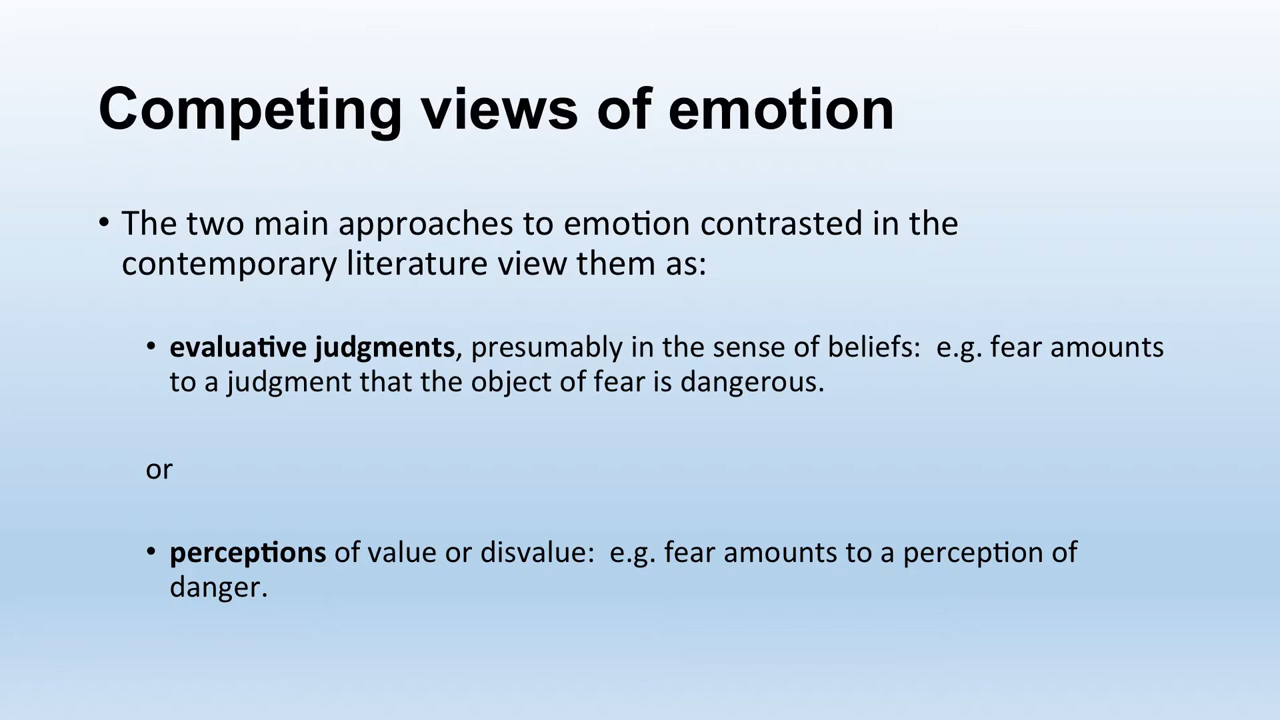 Competing views of emotion
• The two main approaches to emotion contrasted in the
contemporary literature view them as:
• evaluative judgments, presumably in the sense of beliefs:  e.g. fear amounts
to a judgment that the object of fear is dangerous.
or
• perceptions of value or disvalue:  e.g. fear amounts to a perception of
danger.